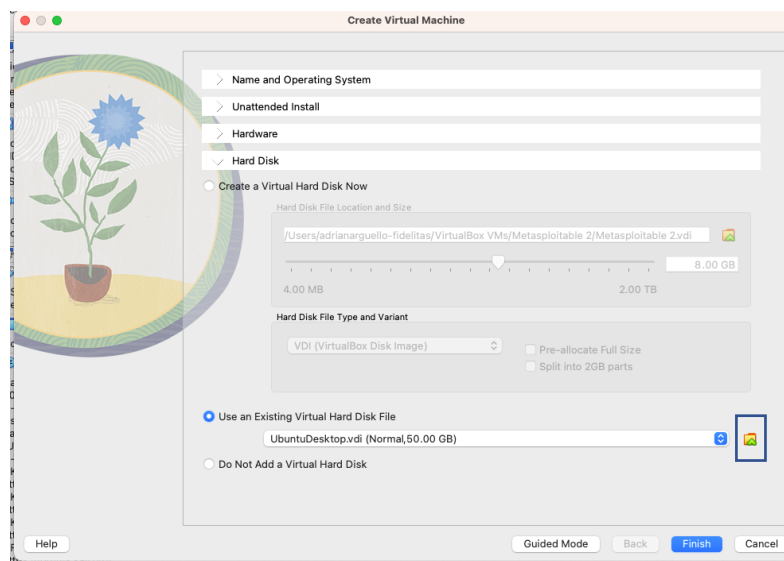 Create Virtual Machine
Name and Operating System
Unattended Install
Hardware
Hard Disk
Create a Virtual Hard Disk Now
Hard Disk File Location and Size
/Users/adrianarguello-fidelitas/VirtualBox VMs/Metasploitable 2/Metasploitable 2.vdi
8.00 GB
4.00 MB 2.00 TB
Hard Disk File Type and Variant
VDI (VirtualBox Disk Image) Pre-allocate Full Size
Split into 2GB parts
Use an Existing Virtual Hard Disk File
UbuntuDesktop.vdi (Normal,50.00 GB)
Do Not Add a Virtual Hard Disk
Help Guided Mode Back Finish Cancel